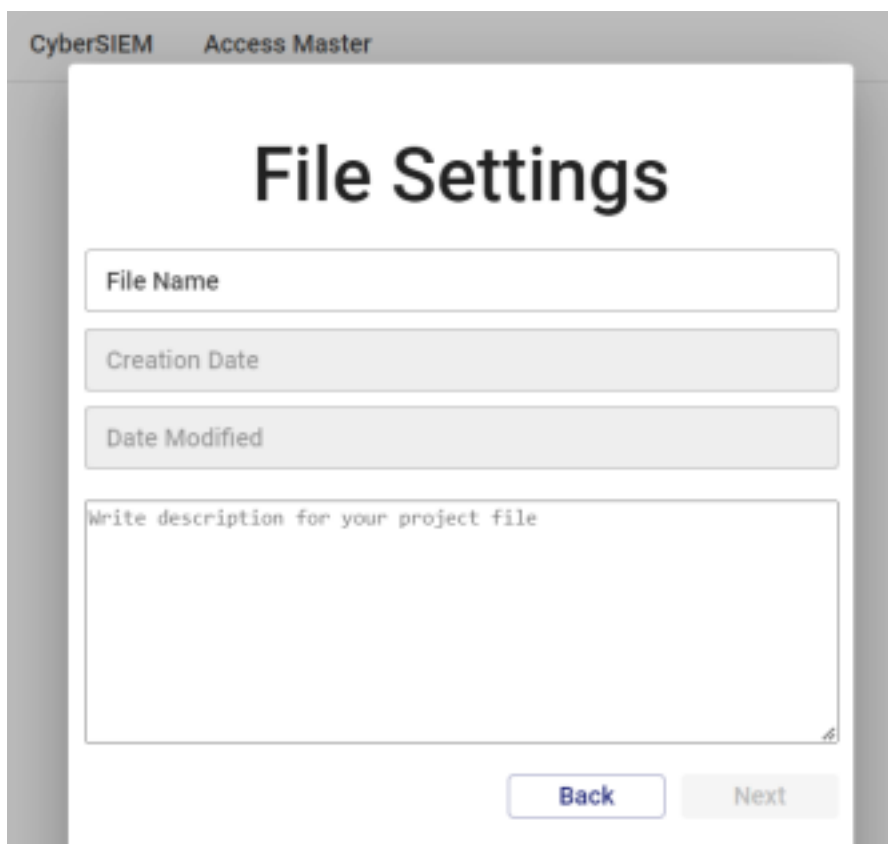 CyberSIEM Access Master
File Settings
File Name
Creation Date
Date Modified
Write description for your project file
Back Next